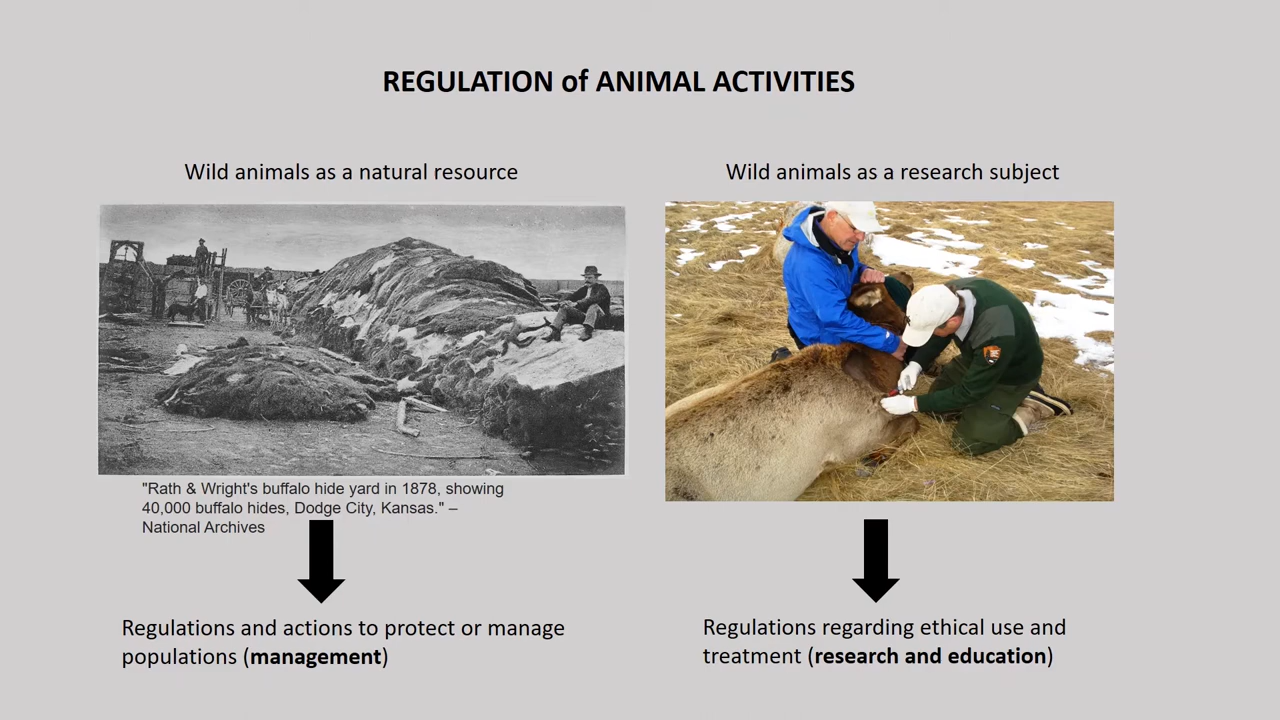 REGULATION of ANIMAL ACTIVITIES
Wild animals as a natural resource
Wild animals as a research subject
"Rath & Wright's buffalo hide yard in 1878, showing
40,000 buffalo hides, Dodge City, Kansas." –
National Archives
Regulations and actions to protect or manage
populations (management)
Regulations regarding ethical use and
treatment (research and education)